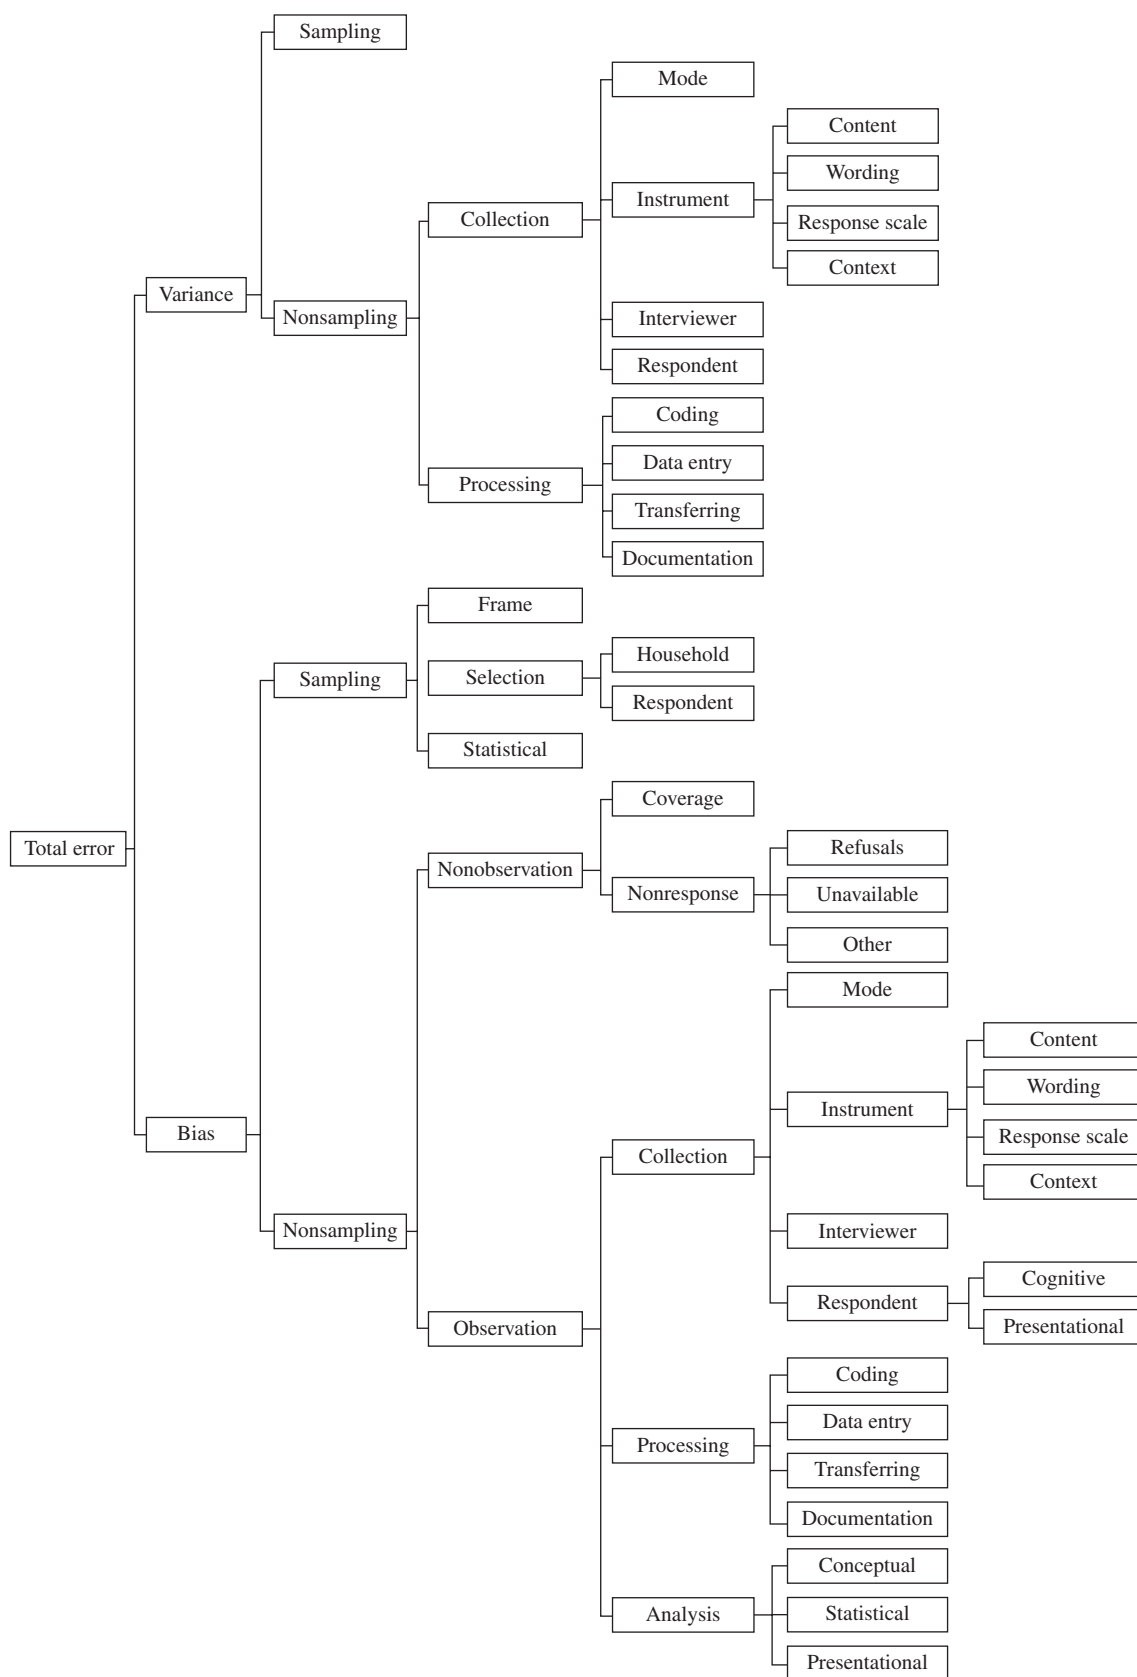 Sampling
Mode
Content
Wording
Instrument
Collection
Response scale
Context
Variance
Nonsampling
Interviewer
Respondent
Coding
Data entry
Processing
Transferring
Documentation
Frame
Household
Sampling
Selection
Respondent
Statistical
Coverage
Total error
Refusals
Nonobservation
Nonresponse
Unavailable
Other
Mode
Content
Wording
Instrument
Bias
Response scale
Collection
Context
Nonsampling
Interviewer
Cognitive
Respondent
Observation
Presentational
Coding
Data entry
Processing
Transferring
Documentation
Conceptual
Analysis
Statistical
Presentational